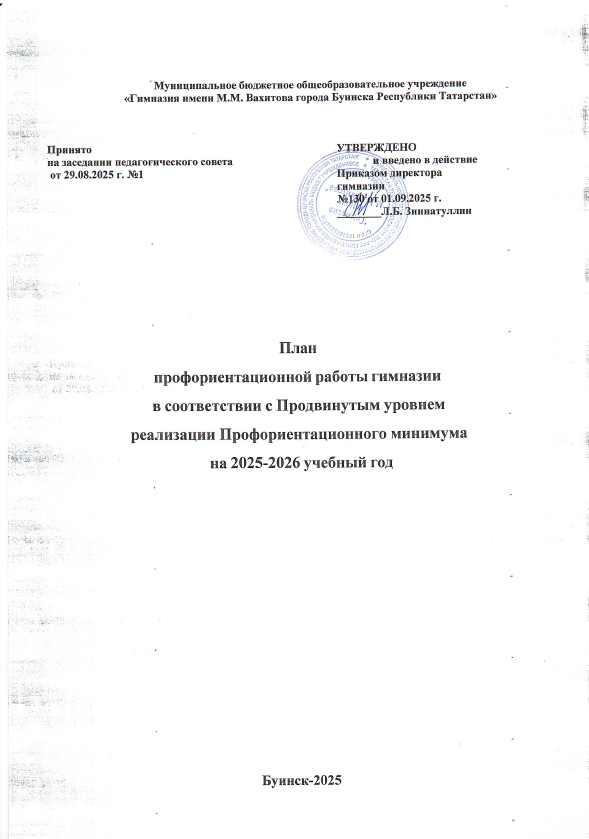 Муниципальное бюджетное общеобразовательное учреждение
«Гимназия имени М.М. Вахитова города Буинска Республики Татарстан»
Принято
на заседании педагогического совета
от 29.08.2025 г. №1
УТВЕРЖДЕНО
и введено в действие
Приказом директора
гимназии
№130 от 01.09.2025 г.
Л.Б. Зиннатуллин
План
профориентационной работы гимназии
в соответствии с Продвинутым уровнем
реализации Профориентационного минимума
на 2025-2026 учебный год
Буинск-2025